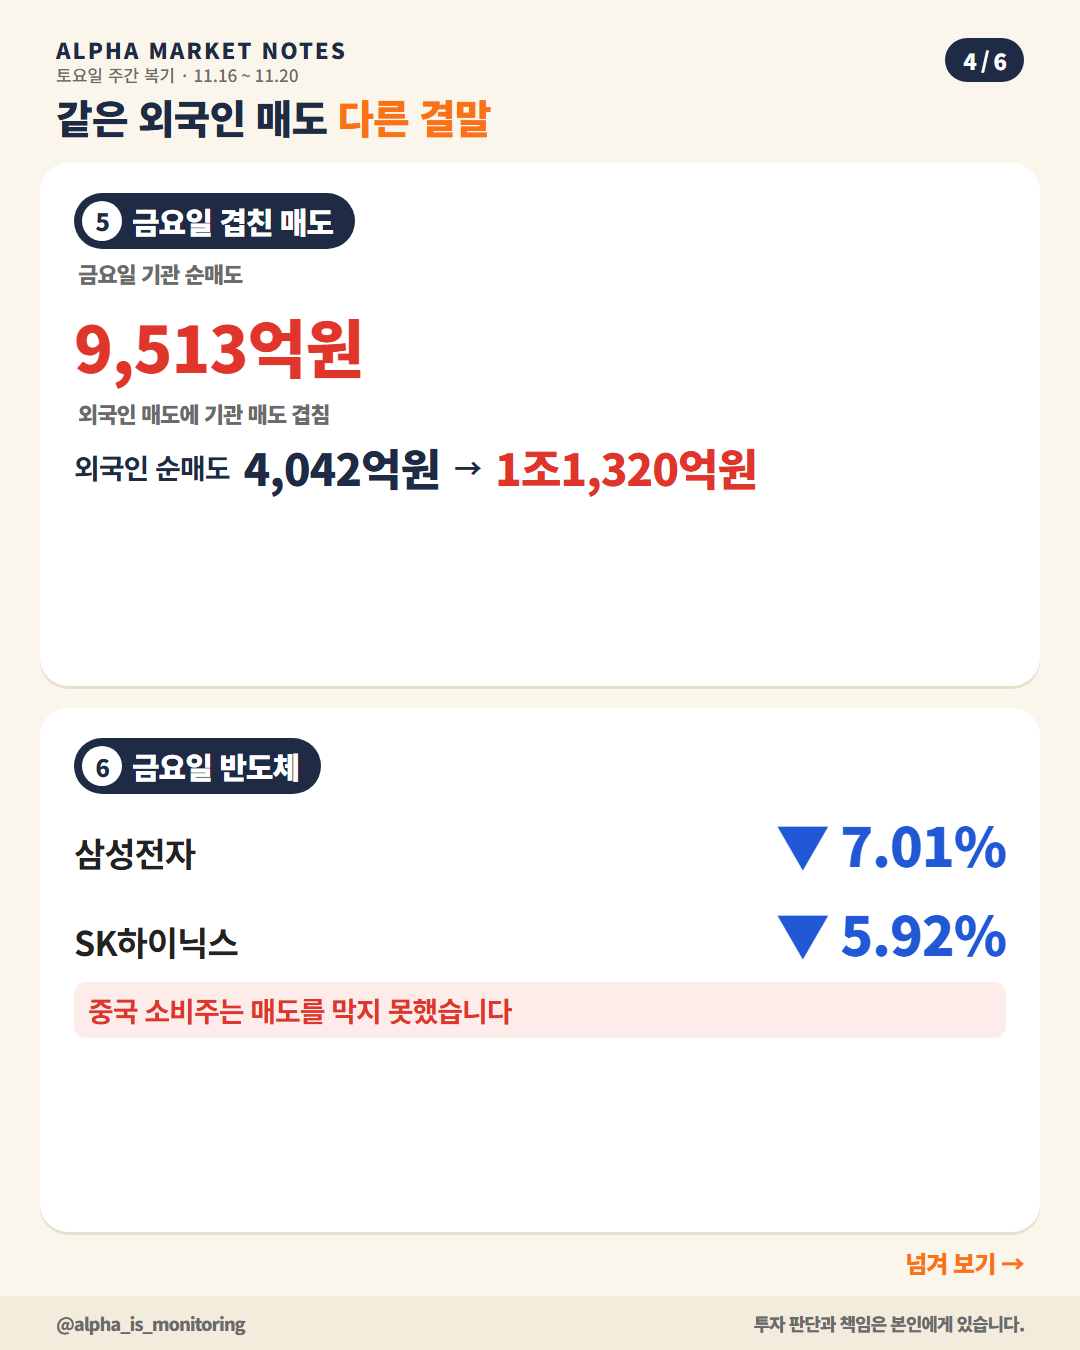 ALPHA MARKET NOTES
토요일 주간 복기 · 11.16 ~ 11.20
4 / 6
같은 외국인 매도 다른 결말
5 금요일 겹친 매도
금요일 기관 순매도
9,513억원
외국인 매도에 기관 매도 겹침
외국인 순매도 4,042억원 → 1조1,320억원
6 금요일 반도체
삼성전자 ▼ 7.01%
SK하이닉스 ▼ 5.92%
중국 소비주는 매도를 막지 못했습니다
넘겨 보기 →
@alpha_is_monitoring
투자 판단과 책임은 본인에게 있습니다.